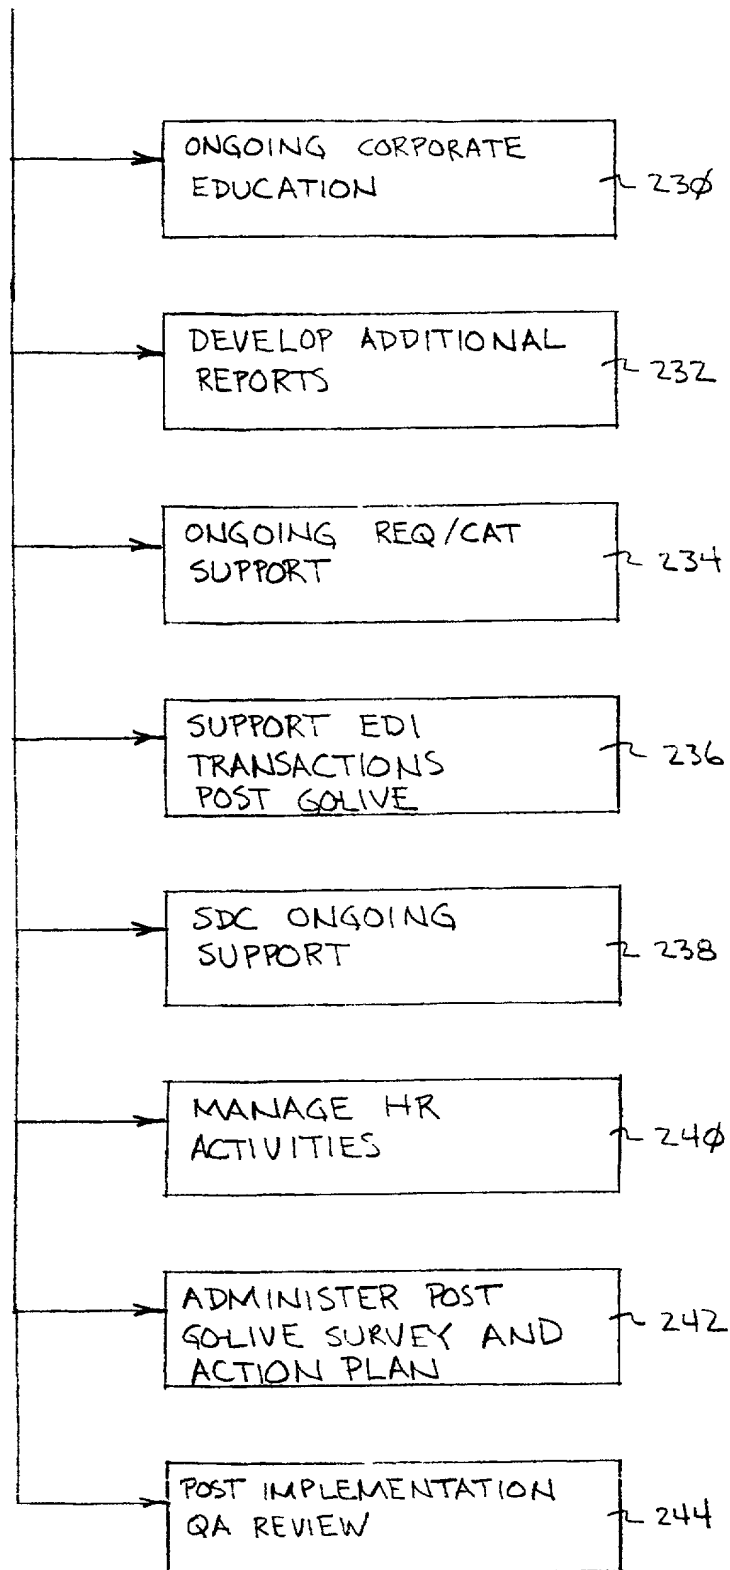 ONGOING CORPORATE
EDUCATION
230
DEVELOP ADDITIONAL
REPORTS
232
ONGOING REQ/CAT
SUPPORT
234
SUPPORT EDI
TRANSACTIONS
POST GOLIVE
236
SDC ONGOING
SUPPORT
238
MANAGE HR
ACTIVITIES
240
ADMINISTER POST
GO-LIVE SURVEY AND
ACTION PLAN
242
POST IMPLEMENTATION
QA REVIEW
244